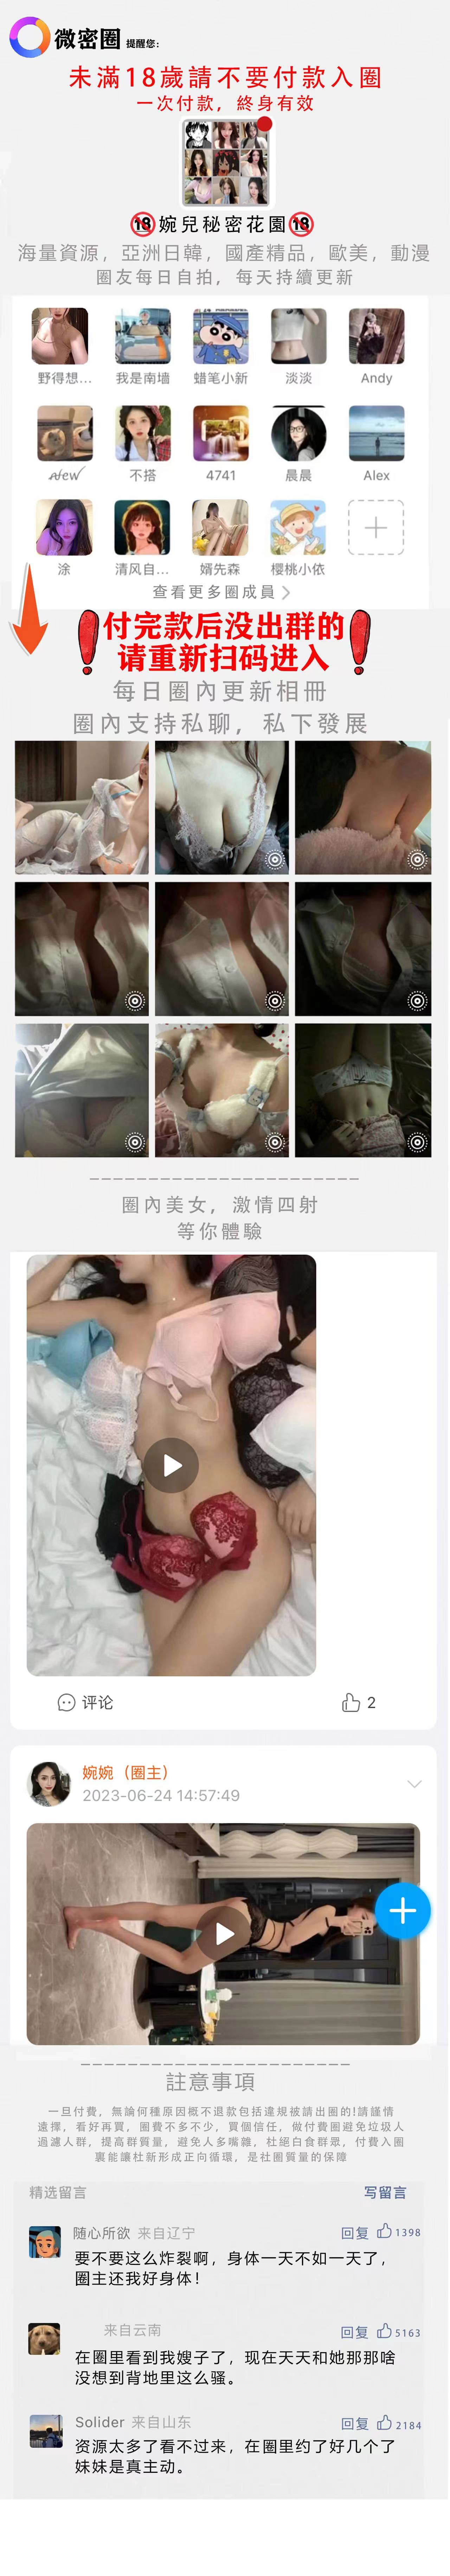 微密圈 提醒您：
未滿18歲請不要付款入圈
一次付款，終身有效
🔞婉兒秘密花園🔞
海量資源，亞洲日韓，國產精品，歐美，動漫
圈友每日自拍，每天持續更新
野得想... 我是南墙 蜡笔小新 淡淡 Andy
New 不搭 4741 晨晨 Alex
涂 清风自... 婧先森 樱桃小依
查看更多圈成員 >
付完款后没出群的
请重新扫码进入
每日圈內更新相冊
圈內支持私聊，私下發展
圈內美女，激情四射
等你體驗
评论 2
婉婉（圈主）
2023-06-24 14:57:49
註意事項
一旦付費，無論何種原因概不退款包括違規被請出圈的!請謹慎
遠擇，看好再買，圈費不多不少，買個信任，做付費圈避免垃圾人
過濾人群，提高群質量，避免人多嘴雜，杜絕白食群眾，付費入圈
裏能讓杜新形成正向循環，是社圈質量的保障
精选留言 写留言
随心所欲 来自辽宁 回复 1398
要不要这么炸裂啊，身体一天不如一天了，
圈主还我好身体！
来自云南 回复 5163
在圈里看到我嫂子了，现在天天和她那那啥
没想到背地里这么骚。
Solider 来自山东 回复 2184
资源太多了看不过来，在圈里约了好几个了
妹妹是真主动。